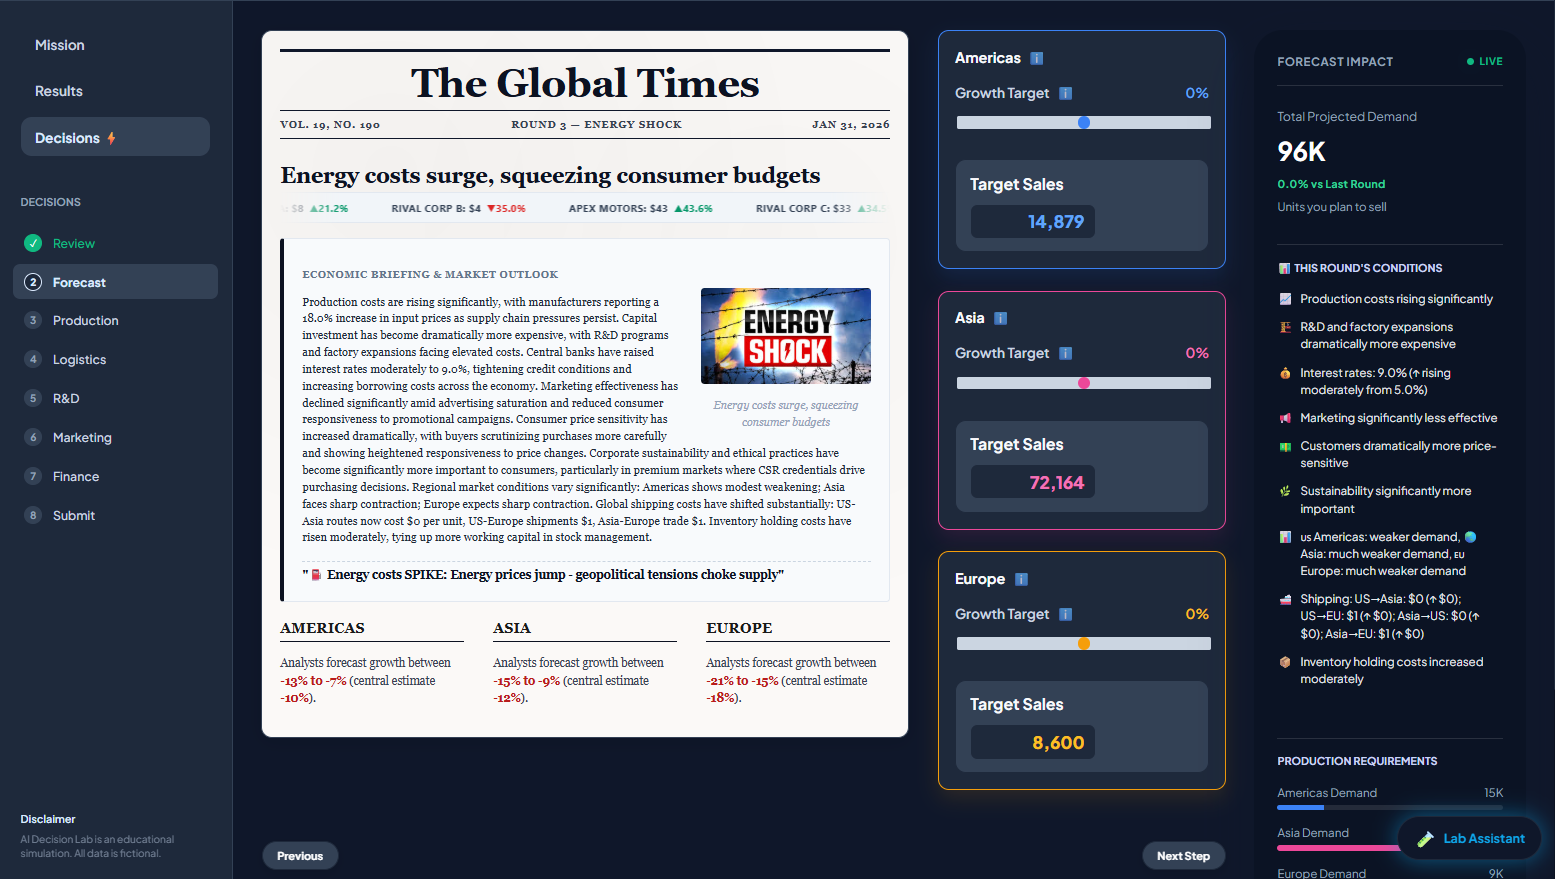 Mission
Results
Decisions
DECISIONS
Review
2 Forecast
3 Production
4 Logistics
5 R&D
6 Marketing
7 Finance
8 Submit
Disclaimer
AI Decision Lab is an educational
simulation. All data is fictional.
The Global Times
VOL. 19, NO. 190
ROUND 3 — ENERGY SHOCK
JAN 31, 2026
Energy costs surge, squeezing consumer budgets
: $8 ▲21.2% RIVAL CORP B: $4 ▼35.0% APEX MOTORS: $43 ▲43.6% RIVAL CORP C: $33 ▲34.5
ECONOMIC BRIEFING & MARKET OUTLOOK
Production costs are rising significantly, with manufacturers reporting a
18.0% increase in input prices as supply chain pressures persist. Capital
investment has become dramatically more expensive, with R&D programs
and factory expansions facing elevated costs. Central banks have raised
interest rates moderately to 9.0%, tightening credit conditions and
increasing borrowing costs across the economy. Marketing effectiveness has
declined significantly amid advertising saturation and reduced consumer
responsiveness to promotional campaigns. Consumer price sensitivity has
increased dramatically, with buyers scrutinizing purchases more carefully
and showing heightened responsiveness to price changes. Corporate sustainability and ethical practices have
become significantly more important to consumers, particularly in premium markets where CSR credentials drive
purchasing decisions. Regional market conditions vary significantly: Americas shows modest weakening; Asia
faces sharp contraction; Europe expects sharp contraction. Global shipping costs have shifted substantially: US-
Asia routes now cost $0 per unit, US-Europe shipments $1, Asia-Europe trade $1. Inventory holding costs have
risen moderately, tying up more working capital in stock management.
ENERGY
SHOCK
Energy costs surge, squeezing
consumer budgets
"⛽ Energy costs SPIKE: Energy prices jump - geopolitical tensions choke supply"
AMERICAS
Analysts forecast growth between
-13% to -7% (central estimate
-10%).
ASIA
Analysts forecast growth between
-15% to -9% (central estimate
-12%).
EUROPE
Analysts forecast growth between
-21% to -15% (central estimate
-18%).
Previous
Next Step
Americas
Growth Target
0%
Target Sales
14,879
Asia
Growth Target
0%
Target Sales
72,164
Europe
Growth Target
0%
Target Sales
8,600
FORECAST IMPACT
LIVE
Total Projected Demand
96K
0.0% vs Last Round
Units you plan to sell
THIS ROUND'S CONDITIONS
Production costs rising significantly
R&D and factory expansions
dramatically more expensive
Interest rates: 9.0% (↑ rising
moderately from 5.0%)
Marketing significantly less effective
Customers dramatically more price-
sensitive
Sustainability significantly more
important
US Americas: weaker demand, 🌏
Asia: much weaker demand, EU
Europe: much weaker demand
Shipping: US→Asia: $0 (↑ $0);
US→EU: $1 (↑ $0); Asia→US: $0 (↑
$0); Asia→EU: $1 (↑ $0)
Inventory holding costs increased
moderately
PRODUCTION REQUIREMENTS
Americas Demand
15K
Asia Demand
Europe Demand
9K
Lab Assistant